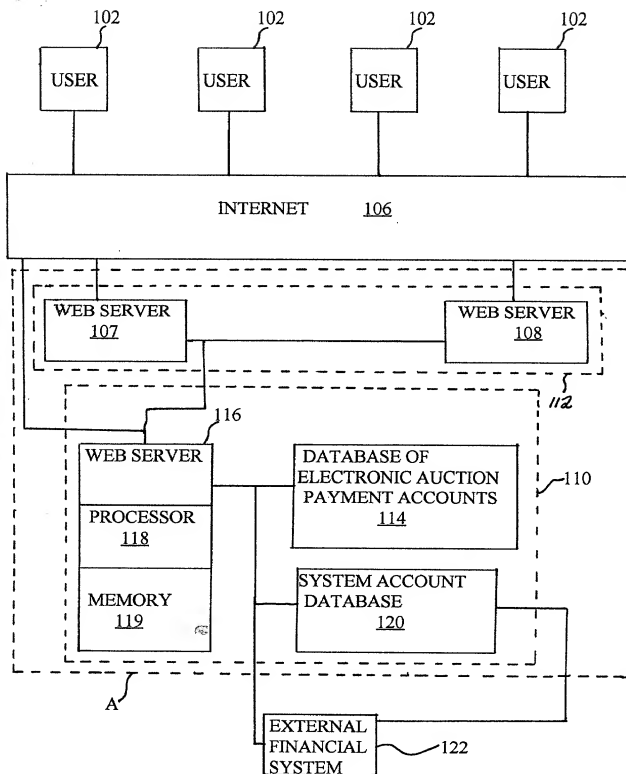 102 102 102 102
USER USER USER USER
INTERNET 106
WEB SERVER
107
WEB SERVER
108
112
116
WEB SERVER
PROCESSOR
118
MEMORY
119
DATABASE OF
ELECTRONIC AUCTION
PAYMENT ACCOUNTS
114
110
SYSTEM ACCOUNT
DATABASE
120
A
EXTERNAL
FINANCIAL
SYSTEM
122